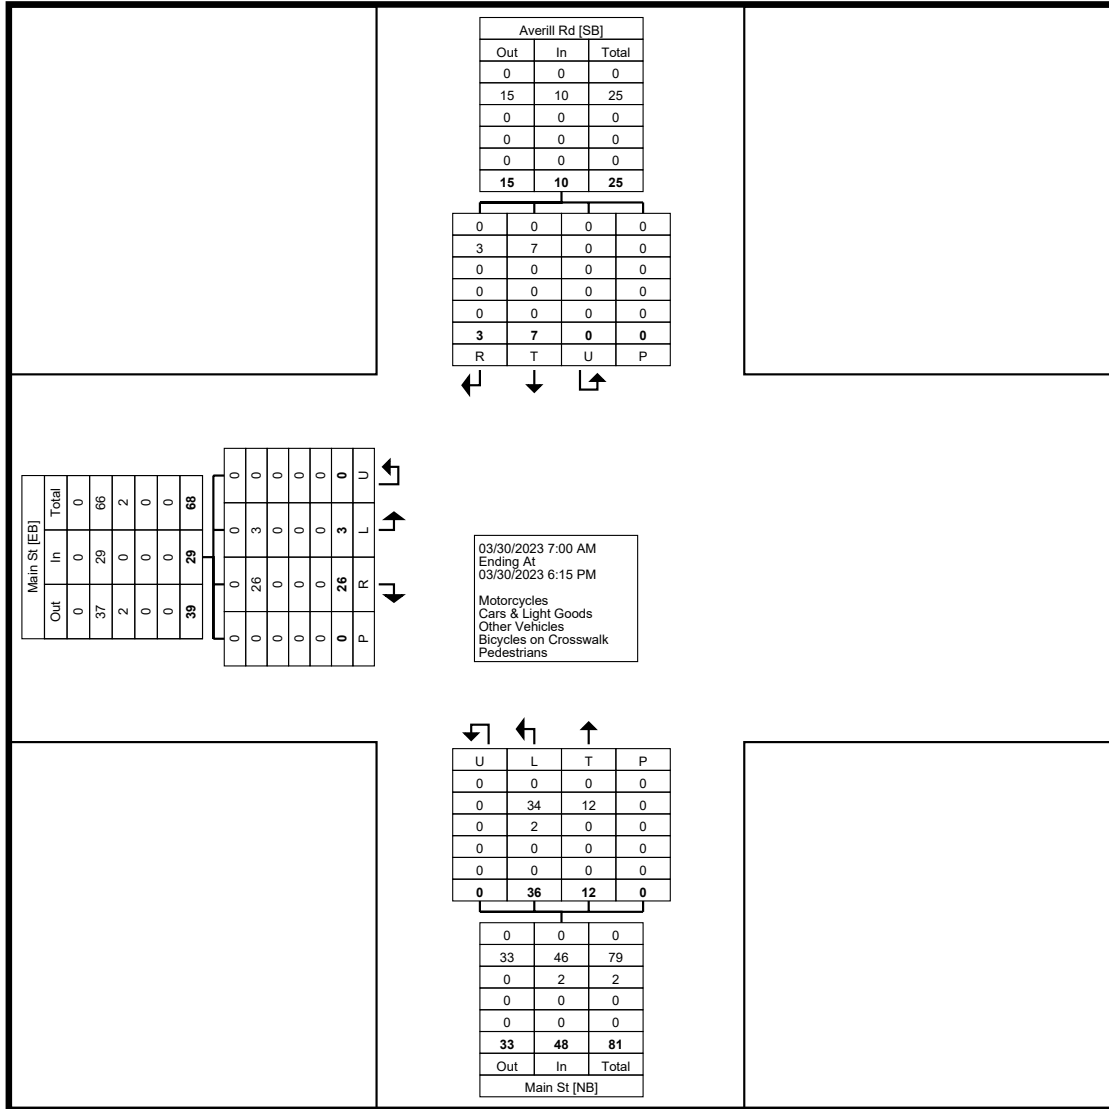 Averill Rd [SB]
Out In Total
0 0 0
15 10 25
0 0 0
0 0 0
0 0 0
15 10 25
0 0 0 0
3 7 0 0
0 0 0 0
0 0 0 0
0 0 0 0
3 7 0 0
R T U P
Main St [EB]
Out In Total
0 0 0
37 29 66
2 0 2
0 0 0
0 0 0
39 29 68
0 0 0 0
0 26 3 0
0 0 0 0
0 0 0 0
0 0 0 0
0 26 3 0
P R L U
03/30/2023 7:00 AM
Ending At
03/30/2023 6:15 PM
Motorcycles
Cars & Light Goods
Other Vehicles
Bicycles on Crosswalk
Pedestrians
U L T P
0 0 0 0
0 34 12 0
0 2 0 0
0 0 0 0
0 0 0 0
0 36 12 0
0 0 0
33 46 79
0 2 2
0 0 0
0 0 0
33 48 81
Out In Total
Main St [NB]